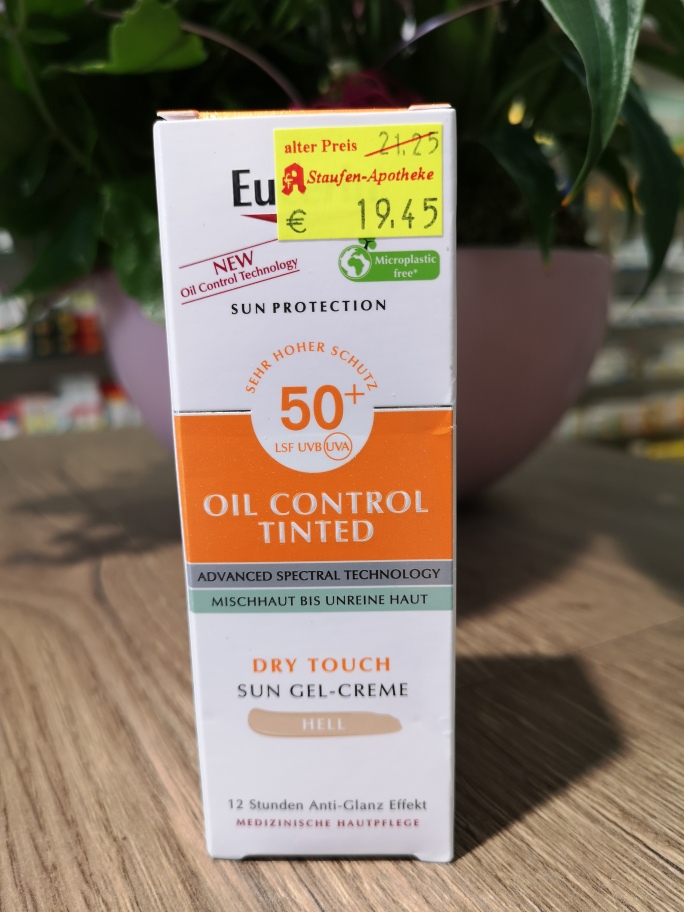 alter Preis 21.25
Staufen-Apotheke
€ 19.45
Eu
NEW
Oil Control Technology
Microplastic
free*
SUN PROTECTION
SEHR HOHER SCHUTZ
50+
LSF UVB UVA
OIL CONTROL
TINTED
ADVANCED SPECTRAL TECHNOLOGY
MISCHHAUT BIS UNREINE HAUT
DRY TOUCH
SUN GEL-CREME
HELL
12 Stunden Anti-Glanz Effekt
MEDIZINISCHE HAUTPFLEGE